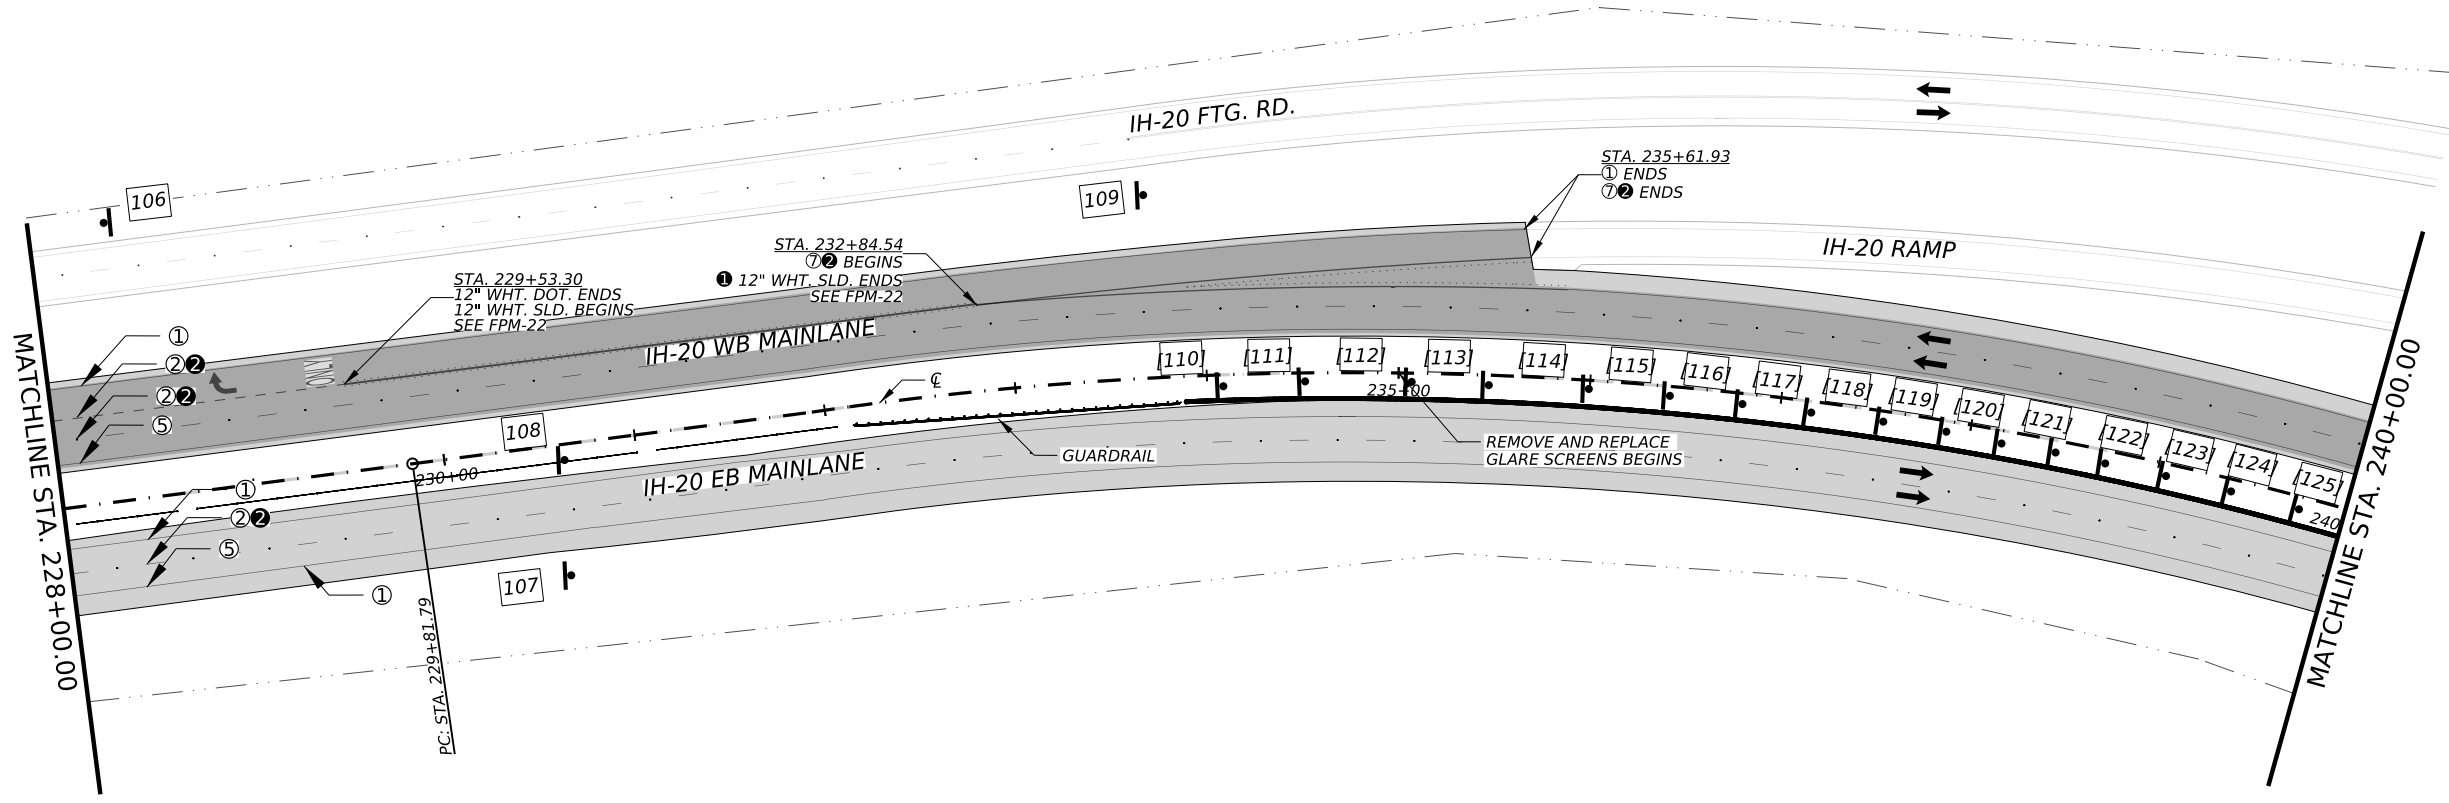 IH-20 FTG. RD.
STA. 235+61.93
① ENDS
⑦❷ ENDS
106
109
IH-20 RAMP
STA. 232+84.54
⑦❷ BEGINS
❶ 12" WHT. SLD. ENDS
SEE FPM-22
STA. 229+53.30
12" WHT. DOT. ENDS
12" WHT. SLD. BEGINS
SEE FPM-22
ONLY
IH-20 WB MAINLANE
①
②❷
②❷
⑤
℄
[110]
[111]
[112]
[113]
[114]
[115]
[116]
[117]
[118]
[119]
[120]
[121]
[122]
[123]
[124]
[125]
235+00
108
GUARDRAIL
REMOVE AND REPLACE
GLARE SCREENS BEGINS
230+00
IH-20 EB MAINLANE
①
②❷
⑤
①
107
240
PC: STA. 229+81.79
MATCHLINE STA. 228+00.00
MATCHLINE STA. 240+00.00